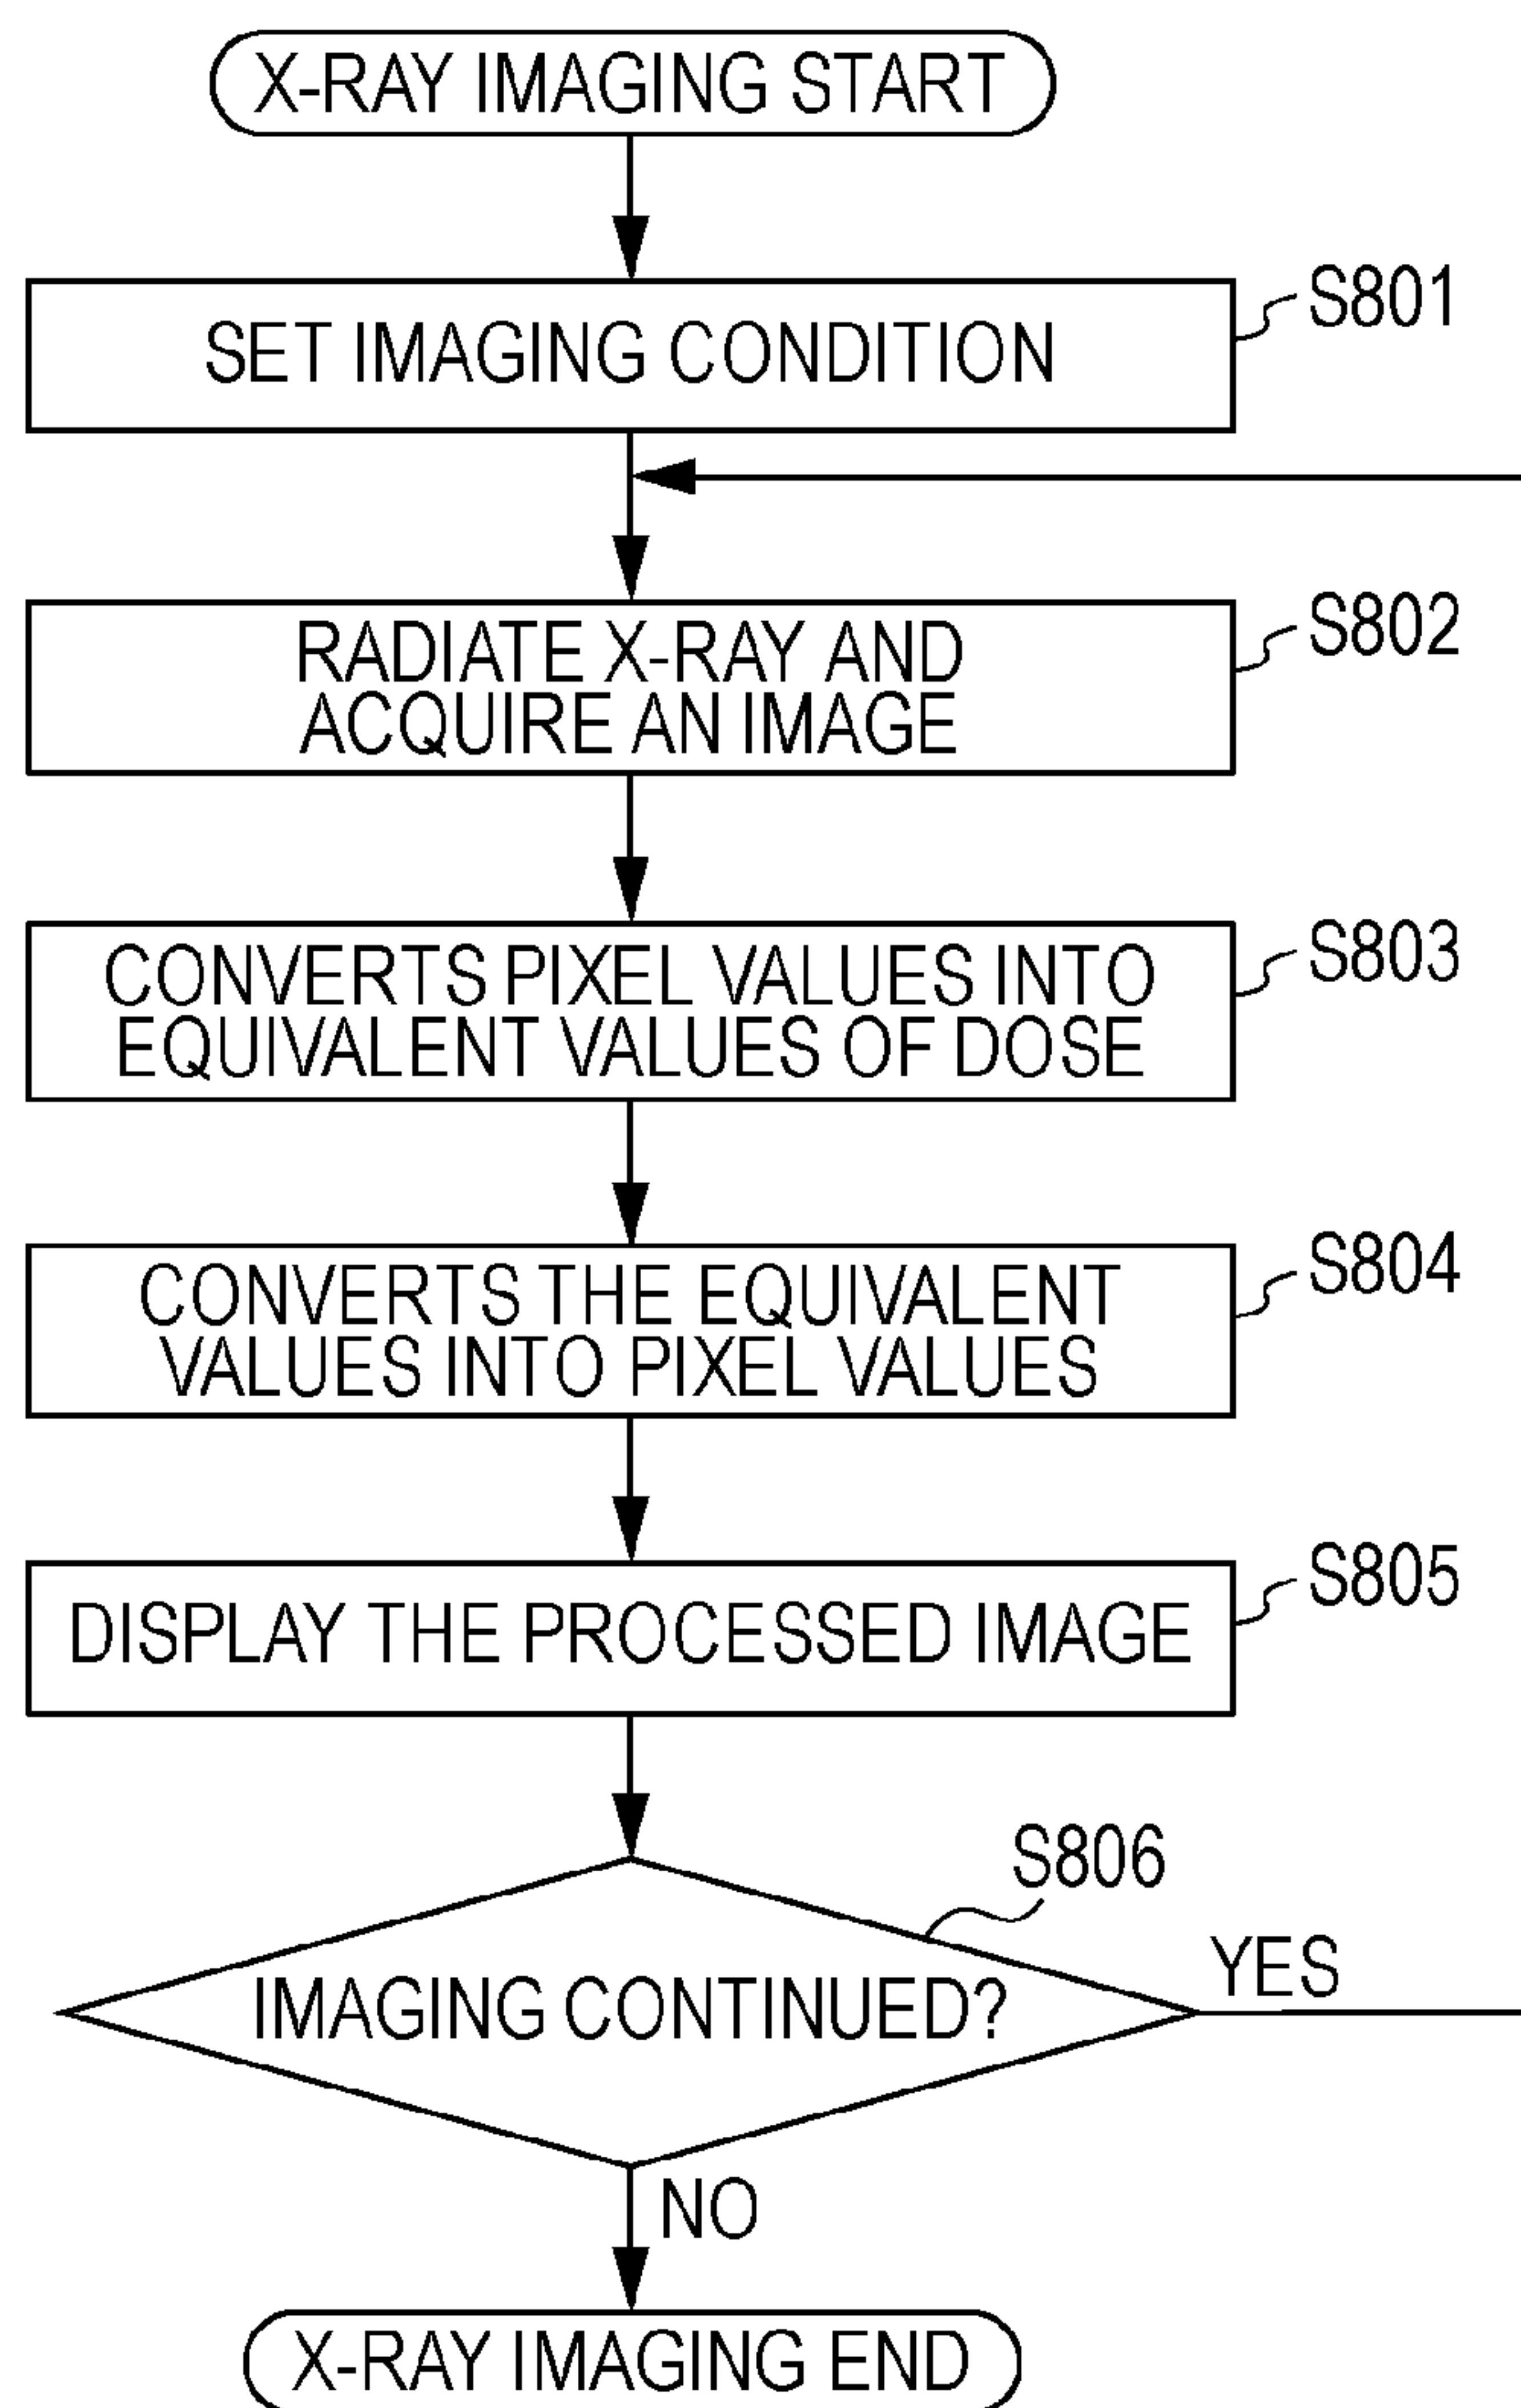 X-RAY IMAGING START
S801
SET IMAGING CONDITION
S802
RADIATE X-RAY AND
ACQUIRE AN IMAGE
S803
CONVERTS PIXEL VALUES INTO
EQUIVALENT VALUES OF DOSE
S804
CONVERTS THE EQUIVALENT
VALUES INTO PIXEL VALUES
S805
DISPLAY THE PROCESSED IMAGE
S806
YES
IMAGING CONTINUED?
NO
X-RAY IMAGING END